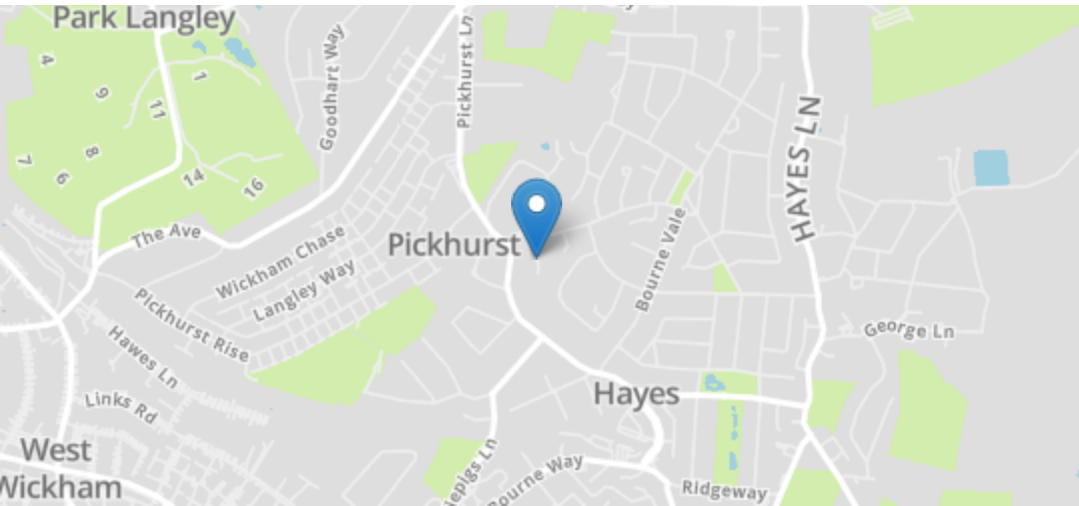 Park Langley
4
9
1
11
7
8
6
14
16
Goodhart Way
Pickhurst Ln
HAYES LN
The Ave
Wickham Chase
Pickhurst
Langley Way
Bourne Vale
Pickhurst Rise
George Ln
Hawes Ln
Links Rd
Hayes
West
Wickham
Bourne Way
Ridgeway